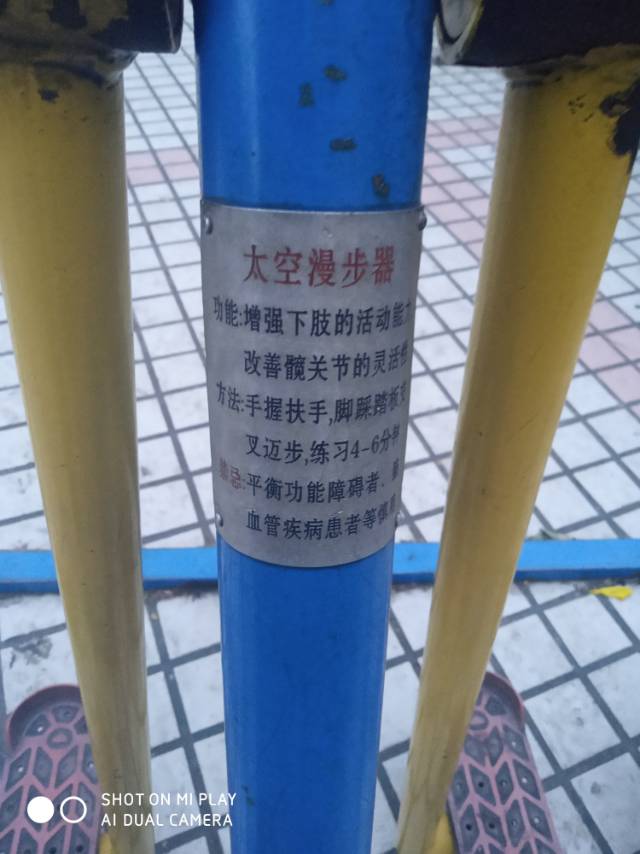 太空漫步器
功能:增强下肢的活动能
改善髋关节的灵活
方法:手握扶手,脚踩踏板
叉迈步,练习4-6分钟
禁忌:平衡功能障碍者、
血管疾病患者等慎
SHOT ON MI PLAY
AI DUAL CAMERA